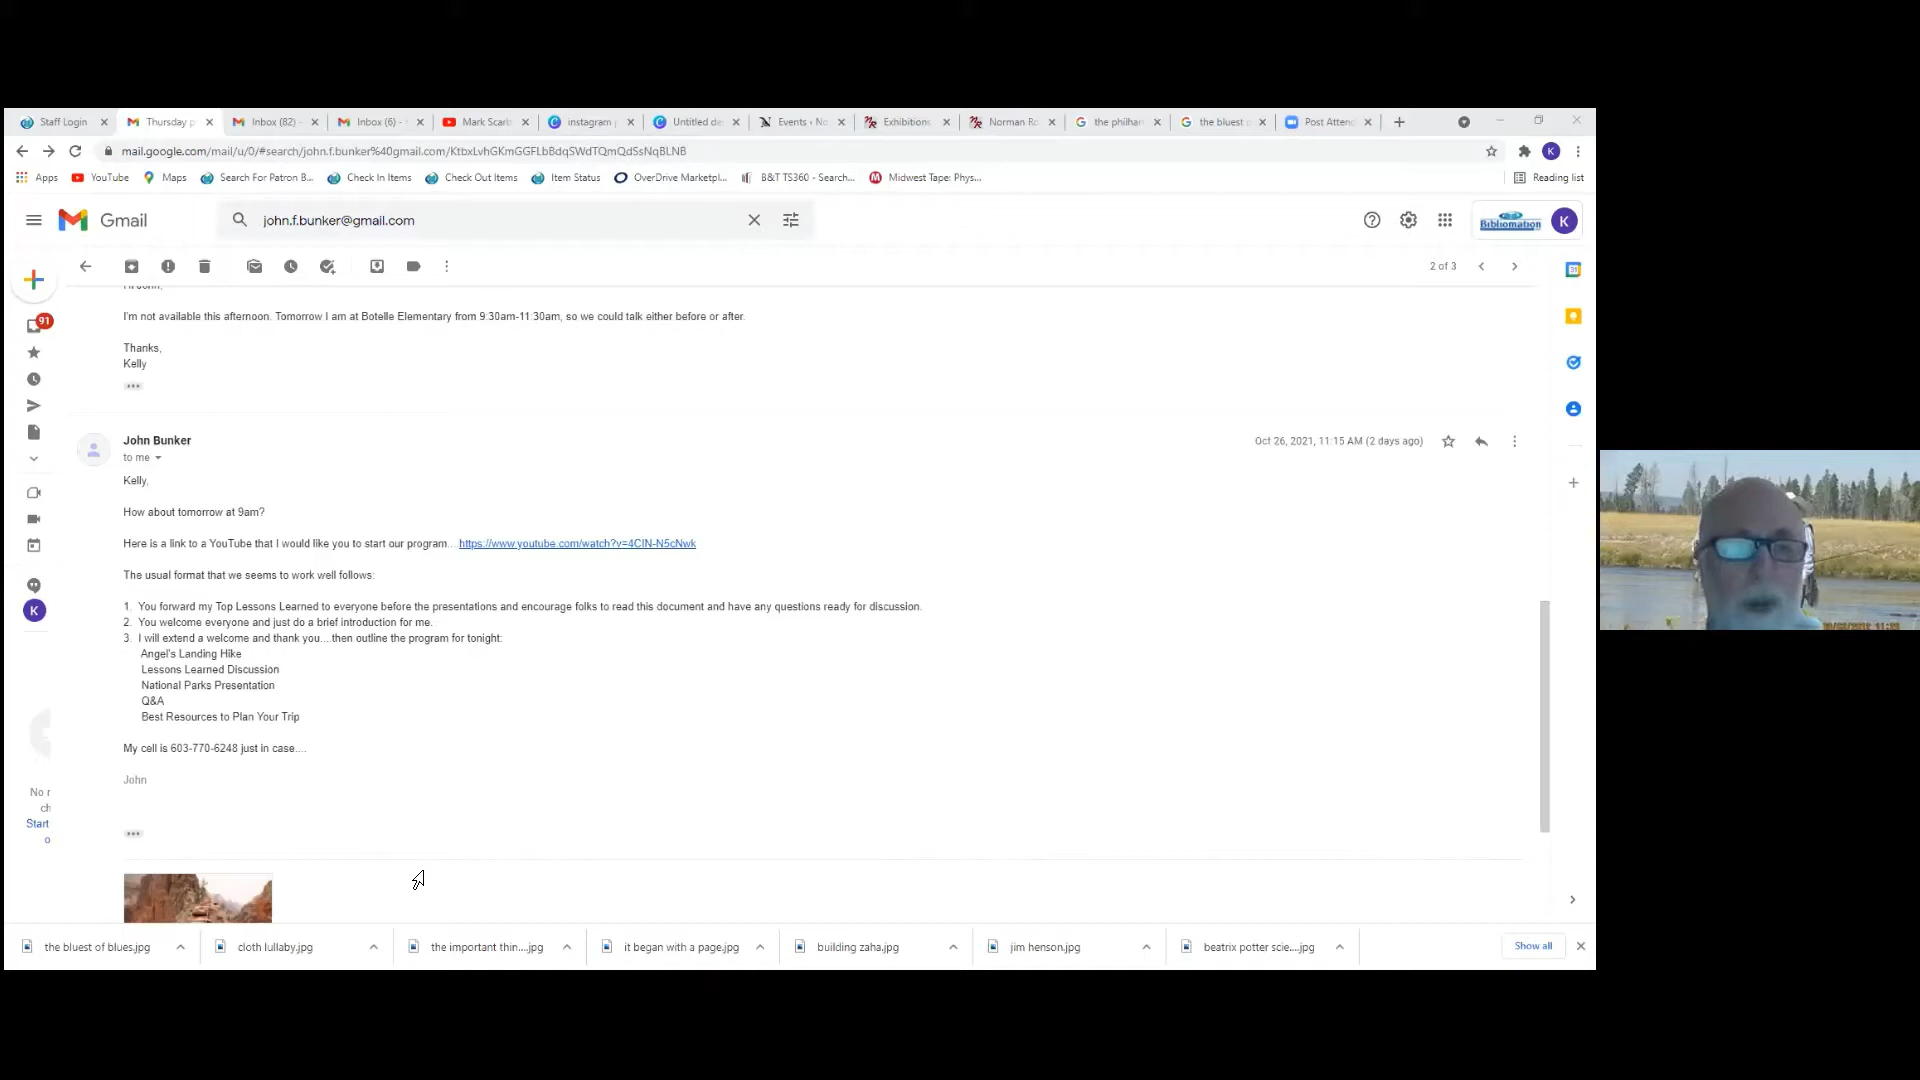 Staff Login
Thursday p
Inbox (82) -
Inbox (6) -
Mark Scarb
instagram
Untitled de
Events • No
Exhibitions
Norman Ro
the philhar
the bluest
Post Attend
mail.google.com/mail/u/0/#search/john.f.bunker%40gmail.com/KtbxLvhGKmGGFLbBdqSWdTQmQdSsNqBLNB
K
Apps YouTube Maps Search For Patron B... Check In Items Check Out Items Item Status OverDrive Marketpl... B&T TS360 - Search... Midwest Tape: Phys... Reading list
Gmail
john.f.bunker@gmail.com
Bibliomation
K
2 of 3
91
Hi John,
I'm not available this afternoon. Tomorrow I am at Botelle Elementary from 9:30am-11:30am, so we could talk either before or after.
Thanks,
Kelly
John Bunker
Oct 26, 2021, 11:15 AM (2 days ago)
to me
Kelly,
How about tomorrow at 9am?
Here is a link to a YouTube that I would like you to start our program....https://www.youtube.com/watch?v=4CIN-N5cNwk
The usual format that we seems to work well follows:
1. You forward my Top Lessons Learned to everyone before the presentations and encourage folks to read this document and have any questions ready for discussion.
2. You welcome everyone and just do a brief introduction for me.
3. I will extend a welcome and thank you....then outline the program for tonight:
Angel's Landing Hike
Lessons Learned Discussion
National Parks Presentation
Q&A
Best Resources to Plan Your Trip
My cell is 603-770-6248 just in case....
John
K
No r
ch
Start
o
the bluest of blues.jpg
cloth lullaby.jpg
the important thin....jpg
it began with a page.jpg
building zaha.jpg
jim henson.jpg
beatrix potter scie....jpg
Show all